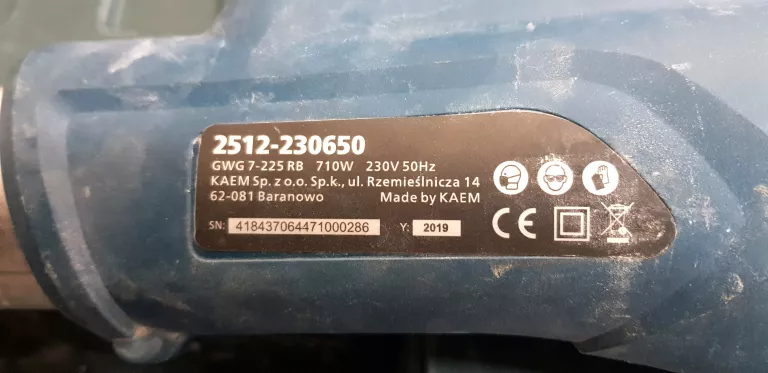 2512-230650
GWG 7-225 RB 710W 230V 50Hz
KAEM Sp. z o.o. Sp.k., ul. Rzemieślnicza 14
62-081 Baranowo Made by KAEM
SN: 418437064471000286 Y: 2019
CE